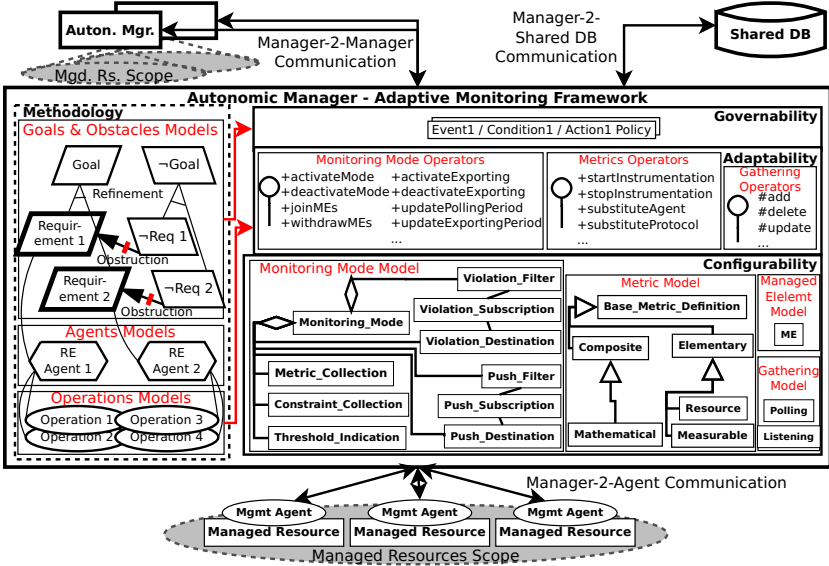 Auton. Mgr.
Mgd. Rs. Scope
Manager-2-Manager
Communication
Manager-2-
Shared DB
Communication
Shared DB
Autonomic Manager - Adaptive Monitoring Framework
Methodology
Goals & Obstacles Models
Goal
¬Goal
Refinement
Requir-
ement 1
¬Req 1
Obstruction
Requir-
ement 2
¬Req 2
Obstruction
Agents Models
RE
Agent 1
RE
Agent 2
Operations Models
Operation 1
Operation 3
Operation 2
Operation 4
Governability
Event1 / Condition1 / Action1 Policy
Adaptability
Monitoring Mode Operators
+activateMode
+deactivateMode
+joinMEs
+withdrawMEs
+activateExporting
+deactivateExporting
+updatePollingPeriod
+updateExportingPeriod
...
Metrics Operators
+startInstrumentation
+stopInstrumentation
+substituteAgent
+substituteProtocol
...
Gathering
Operators
#add
#delete
#update
...
Configurability
Monitoring Mode Model
Violation_Filter
Violation_Subscription
Monitoring_Mode
Violation_Destination
Metric_Collection
Push_Filter
Constraint_Collection
Push_Subscription
Threshold_Indication
Push_Destination
Metric Model
Base_Metric_Definition
Composite
Elementary
Resource
Mathematical
Measurable
Managed
Elelemt
Model
ME
Gathering
Model
Polling
Listening
Manager-2-Agent Communication
Mgmt Agent
Mgmt Agent
Mgmt Agent
Managed Resource
Managed Resource
Managed Resource
Managed Resources Scope